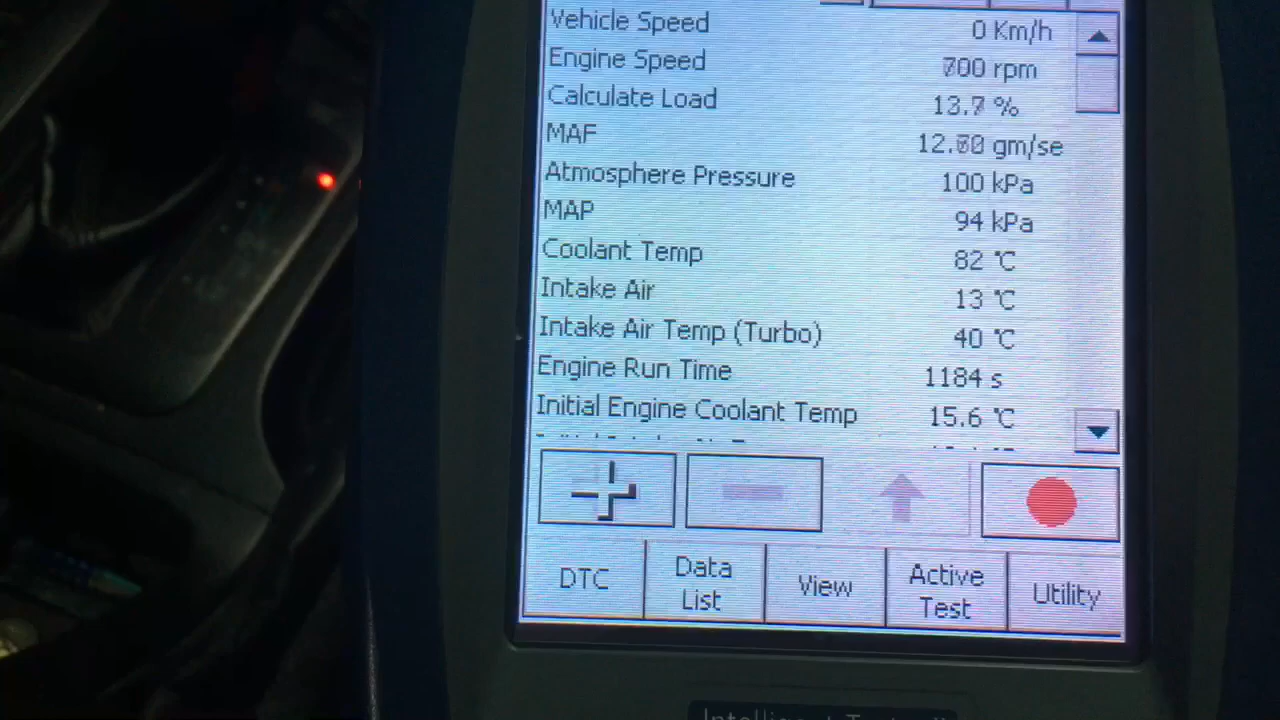 Vehicle Speed 0 Km/h
Engine Speed 700 rpm
Calculate Load 13.7 %
MAF gm/se
Atmosphere Pressure 100 kPa
MAP 94 kPa
Coolant Temp 82 °C
Intake Air 13 °C
Intake Air Temp (Turbo) 40 °C
Engine Run Time 1184 s
Initial Engine Coolant Temp 15.6 °C
DTC
Data
List
View
Active
Test
Utility